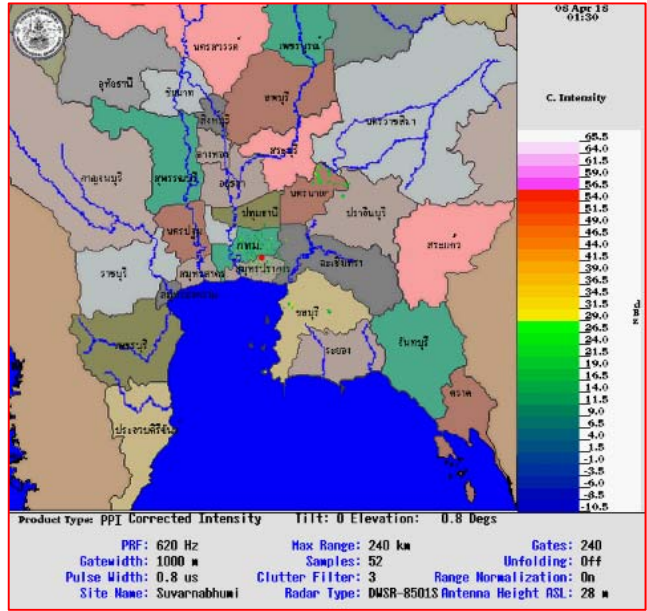 08 Apr 18
01:30
C. Intensity
นครสวรรค์
เพชรบูรณ์
อุทัยธานี
ชัยนาท
ลพบุรี
สิงห์บุรี
นครราชสีมา
สระบุรี
อ่างทอง
กาญจนบุรี
สุพรรณบุรี
อยุธยา
นครนายก
ปราจีนบุรี
ปทุมธานี
นครปฐม
กทม.
สระแก้ว
ฉะเชิงเทรา
ราชบุรี
สมุทรสาคร
สมุทรปราการ
ชลบุรี
เพชรบุรี
ระยอง
จันทบุรี
ตราด
ประจวบคีรีขันธ์
65.5
64.0
61.5
59.0
56.5
54.0
51.5
49.0
46.5
44.0
41.5
39.0
36.5
34.0
31.5
29.0
26.5
24.0
21.5
19.0
16.5
14.0
11.5
9.0
6.5
4.0
1.5
-1.0
-3.5
-6.0
-8.5
-10.5
Product Type: PPI Corrected Intensity Tilt: 0 Elevation: 0.8 Degs
PRF: 620 Hz Max Range: 240 km Gates: 240
Gatewidth: 1000 m Samples: 52 Unfolding: Off
Pulse Width: 0.8 us Clutter Filter: 3 Range Normalization: On
Site Name: Suvarnabhumi Radar Type: DWSR-8501S Antenna Height ASL: 28 m